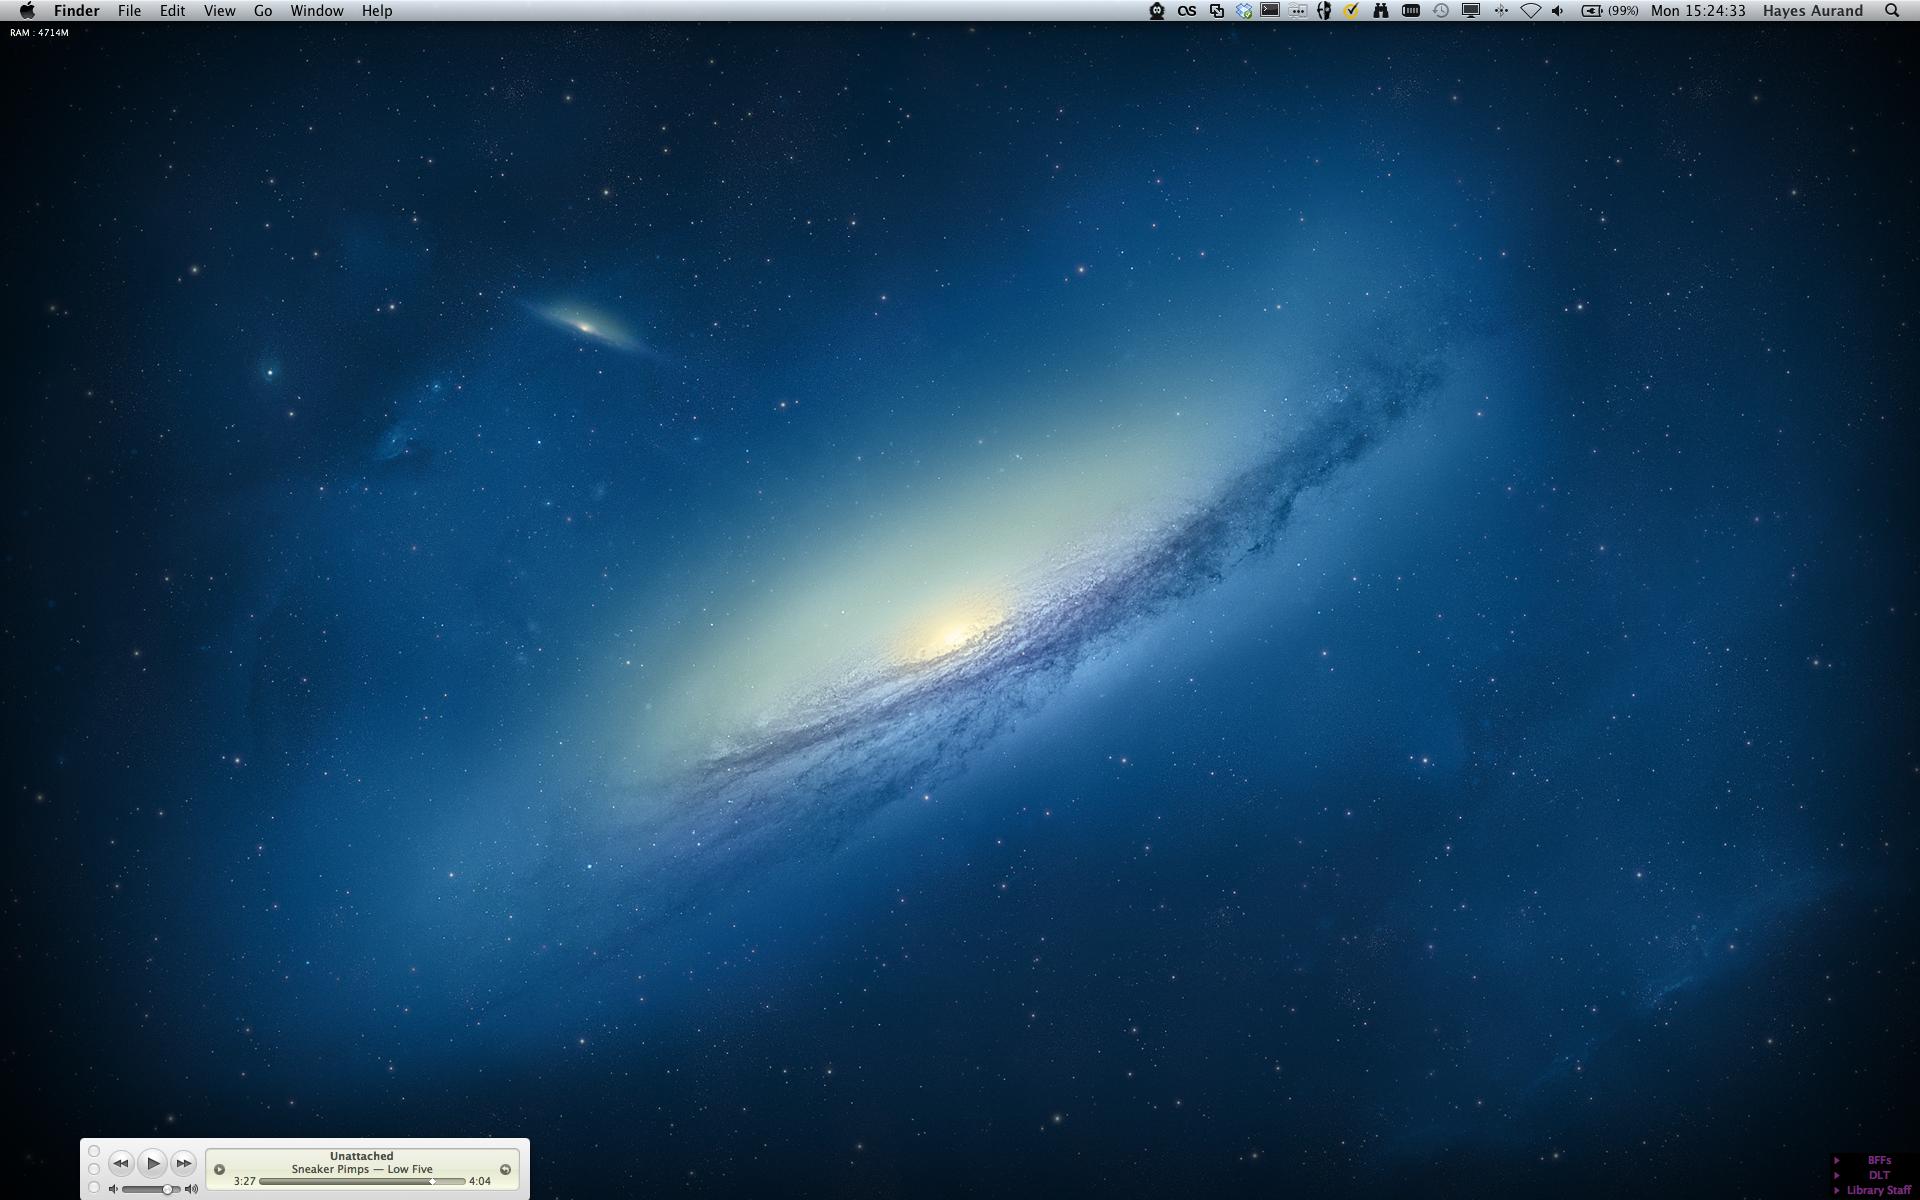 Finder File Edit View Go Window Help OS (99%) Mon 15:24:33 Hayes Aurand
RAM : 4714M
Unattached
Sneaker Pimps — Low Five
3:27 4:04
BFFs
DLT
Library Staff